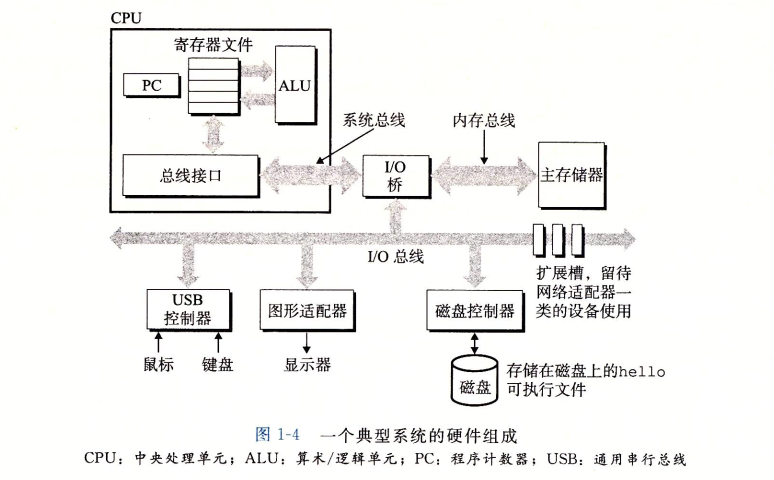 CPU
寄存器文件
PC
ALU
系统总线
内存总线
总线接口
I/O
桥
主存储器
I/O 总线
扩展槽，留待
网络适配器一
类的设备使用
USB
控制器
图形适配器
磁盘控制器
鼠标
键盘
显示器
磁盘
存储在磁盘上的hello
可执行文件
图 1-4 一个典型系统的硬件组成
CPU：中央处理单元；ALU：算术/逻辑单元；PC：程序计数器；USB：通用串行总线